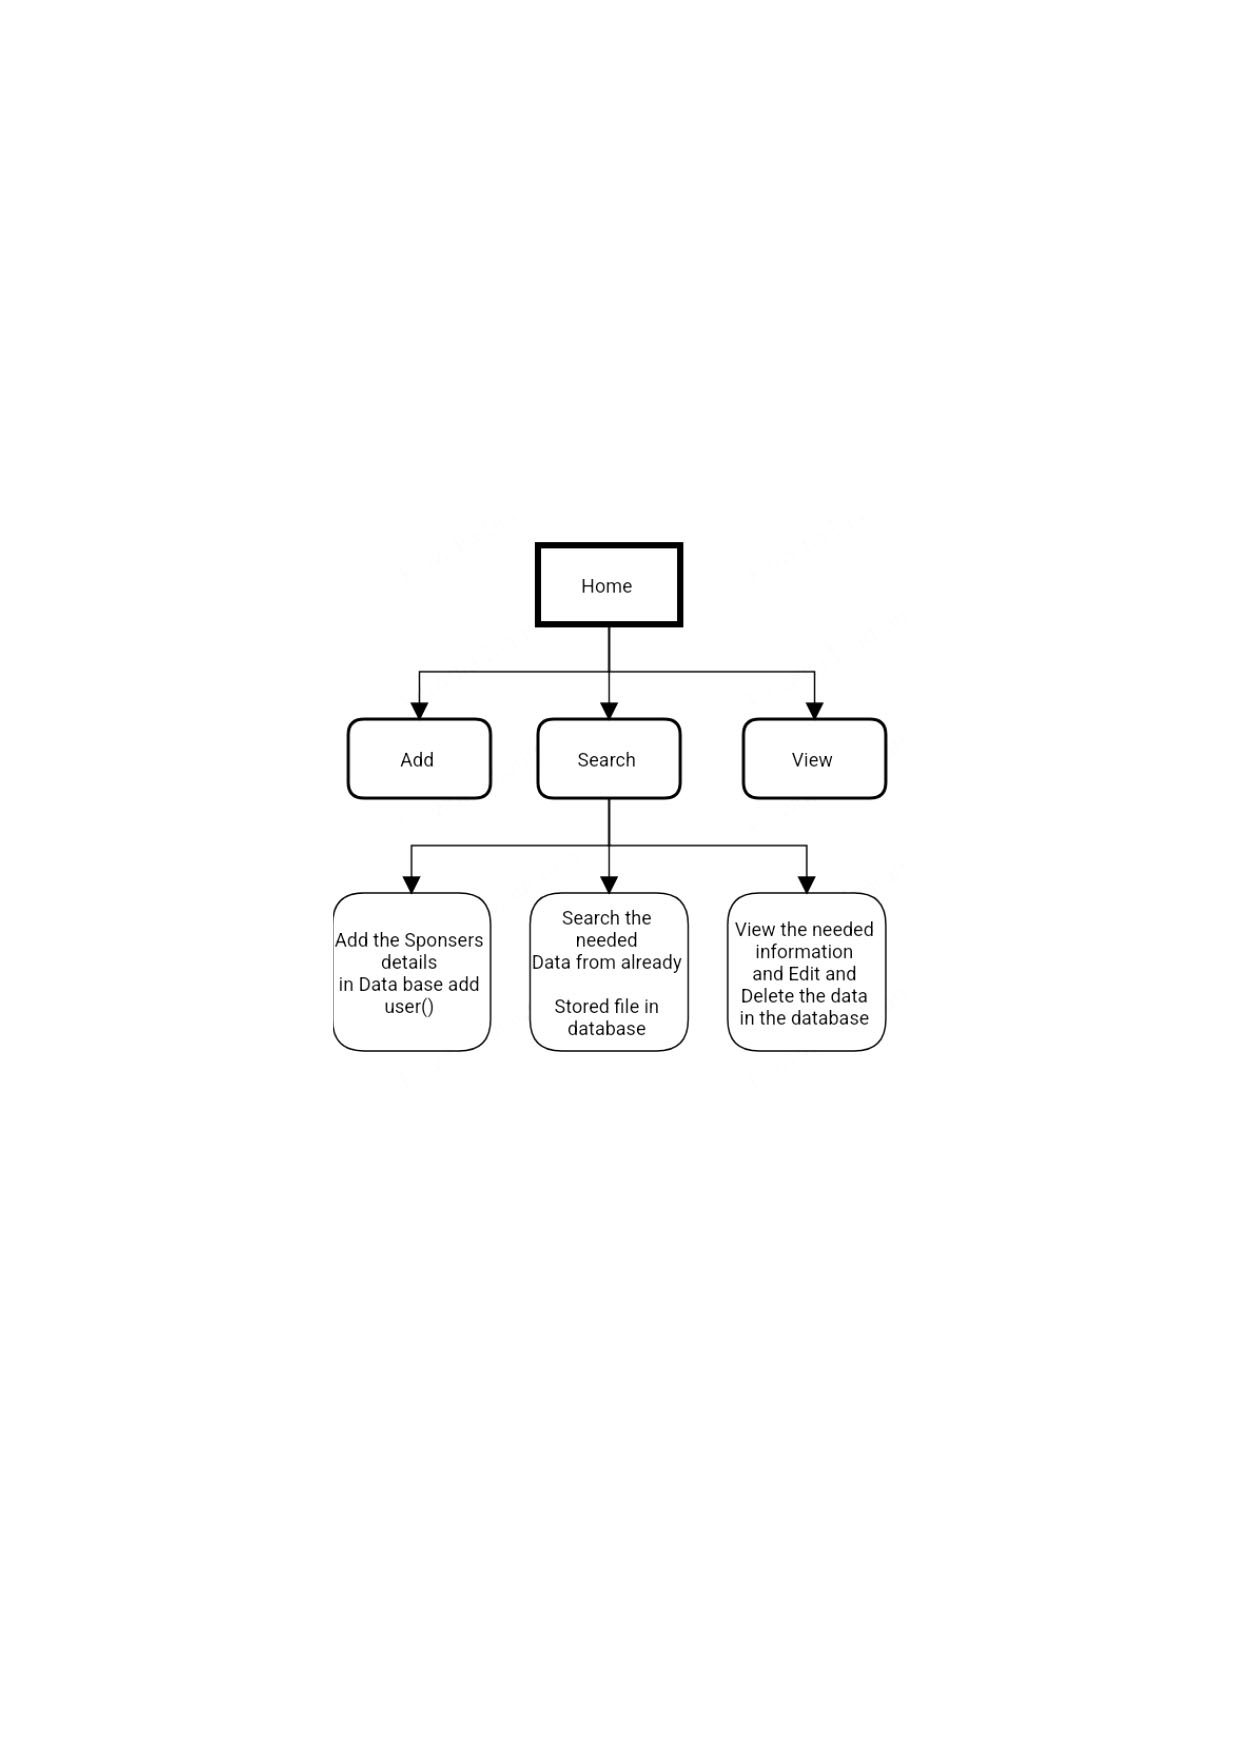 Home
Add
Search
View
Add the Sponsers
details
in Data base add
user()
Search the
needed
Data from already
Stored file in
database
View the needed
information
and Edit and
Delete the data
in the database